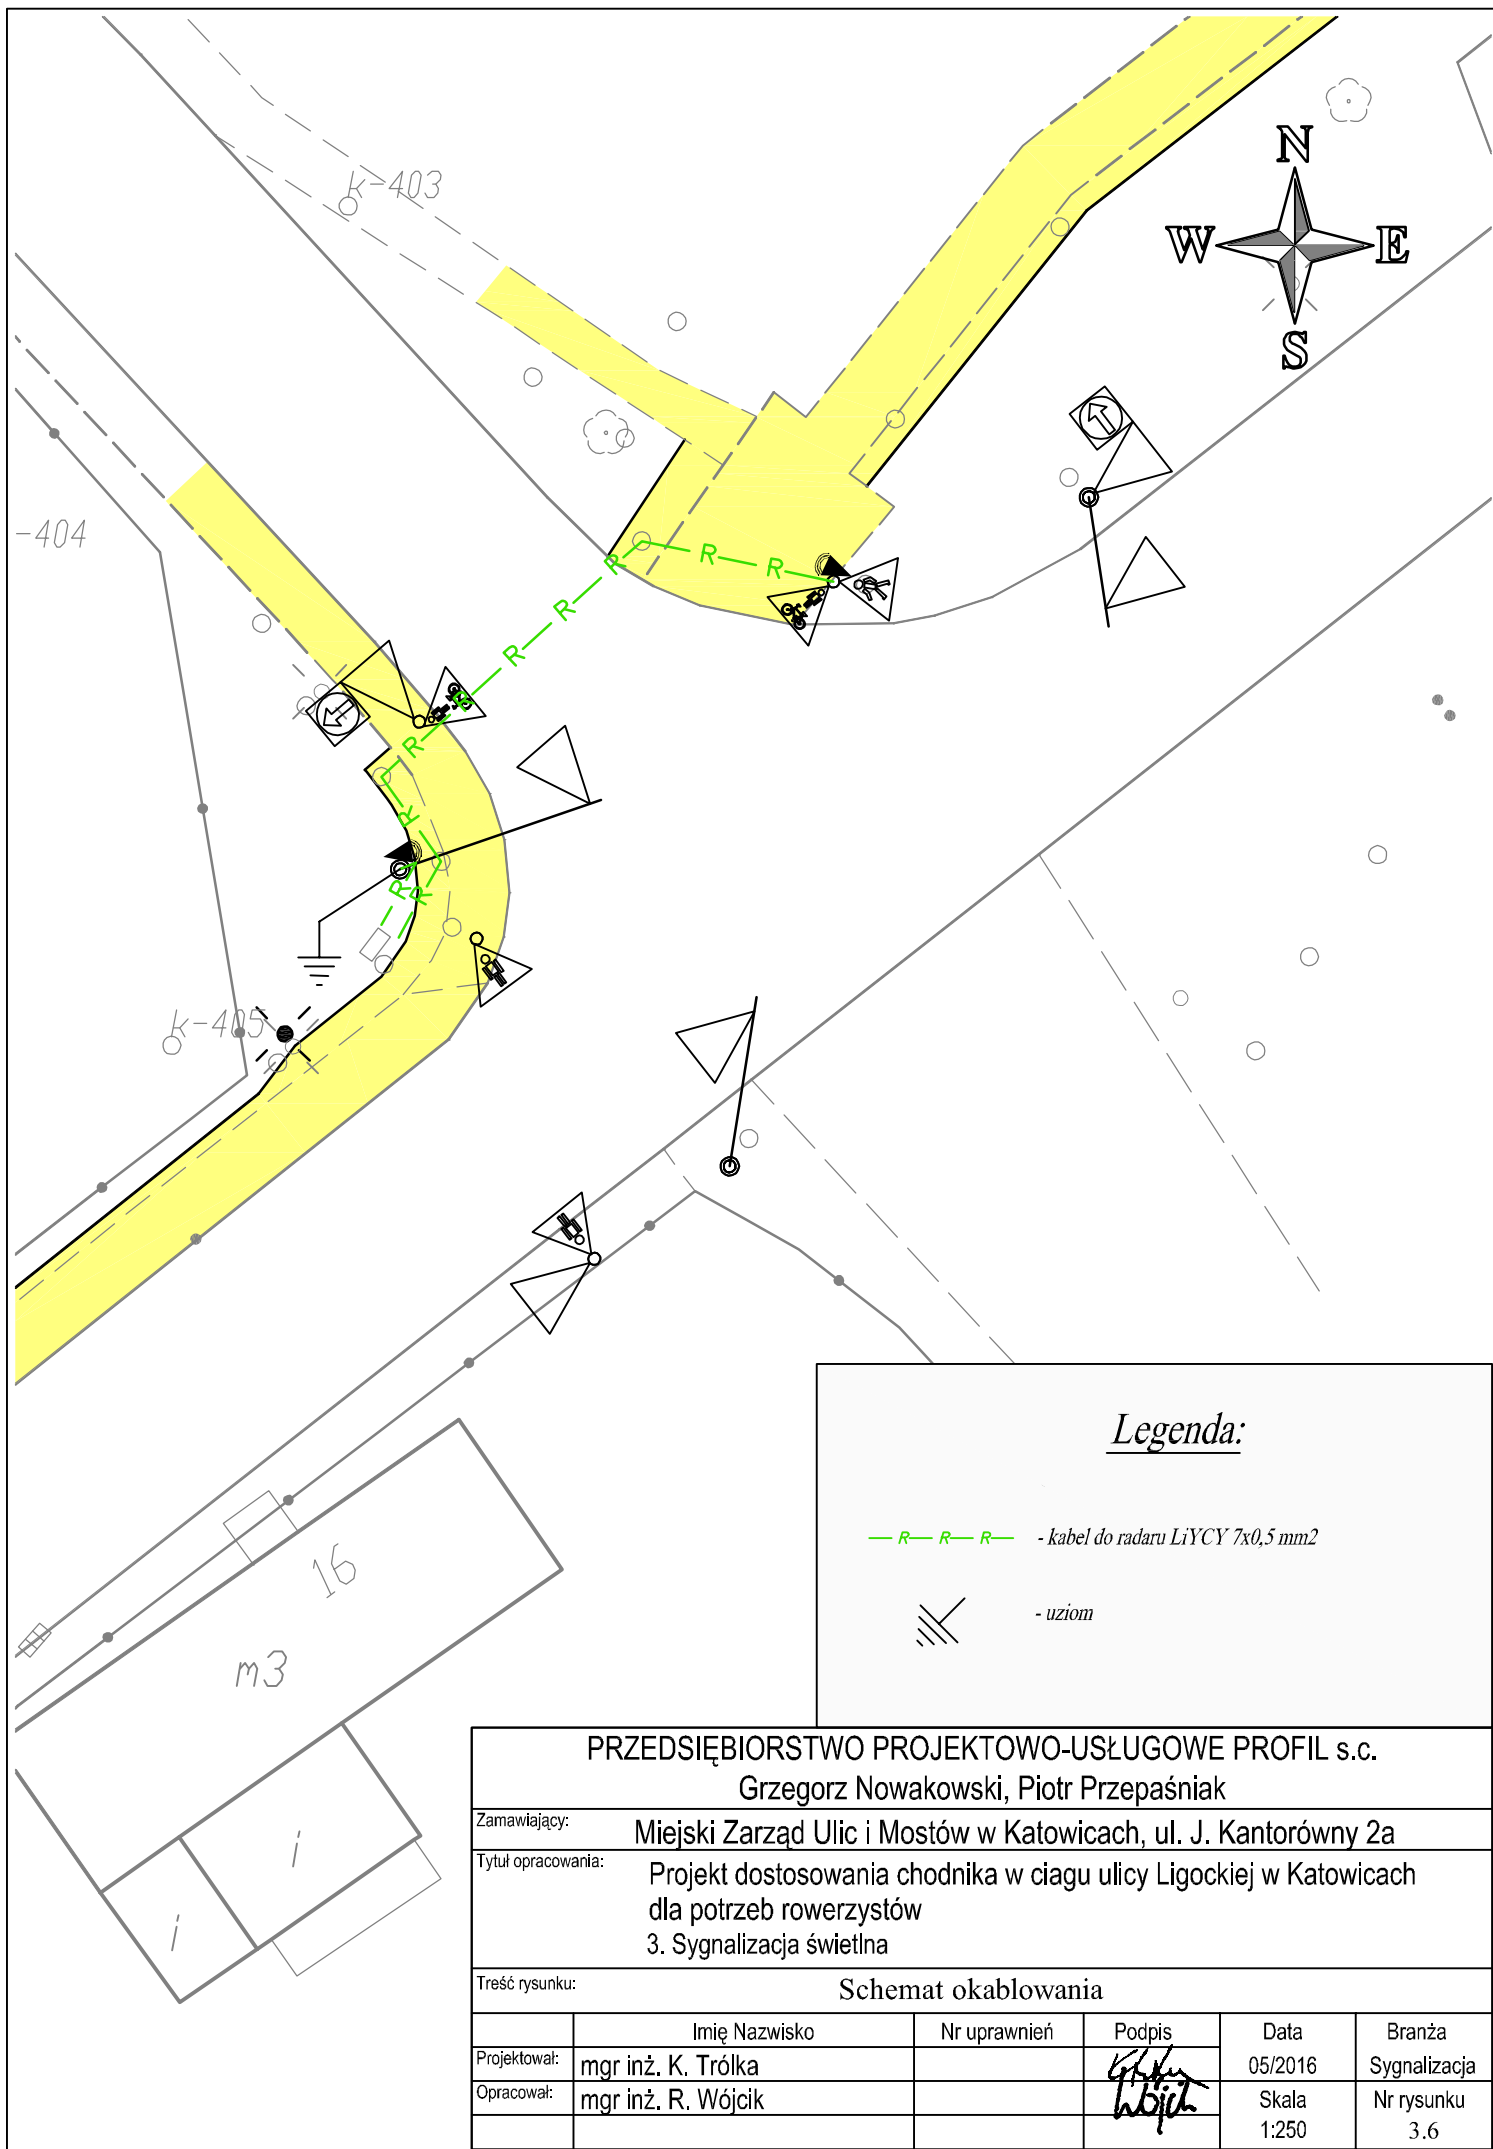 k-403
N
W E
S
-404
R R R
R
R
R
R
R
R
R
R
k-405
Legenda:
R R R - kabel do radaru LiYCY 7x0,5 mm2
- uziom
16
m3
i
i
PRZEDSIĘBIORSTWO PROJEKTOWO-USŁUGOWE PROFIL s.c.
Grzegorz Nowakowski, Piotr Przepaśniak
Zamawiający: Miejski Zarząd Ulic i Mostów w Katowicach, ul. J. Kantorówny 2a
Tytuł opracowania: Projekt dostosowania chodnika w ciagu ulicy Ligockiej w Katowicach
dla potrzeb rowerzystów
3. Sygnalizacja świetlna
Treść rysunku: Schemat okablowania
Imię Nazwisko Nr uprawnień Podpis Data Branża
Projektował: mgr inż. K. Trólka 05/2016 Sygnalizacja
Opracował: mgr inż. R. Wójcik Wójcik Skala Nr rysunku
1:250 3.6